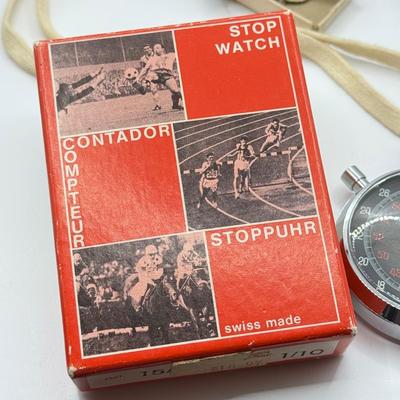 STOP
WATCH
CONTADOR
COMPTEUR
STOPPUHR
swiss made
1/10